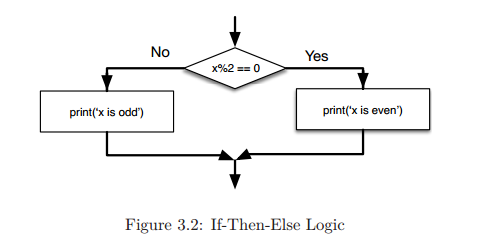 No
Yes
x%2 == 0
print('x is odd')
print('x is even')
Figure 3.2: If-Then-Else Logic